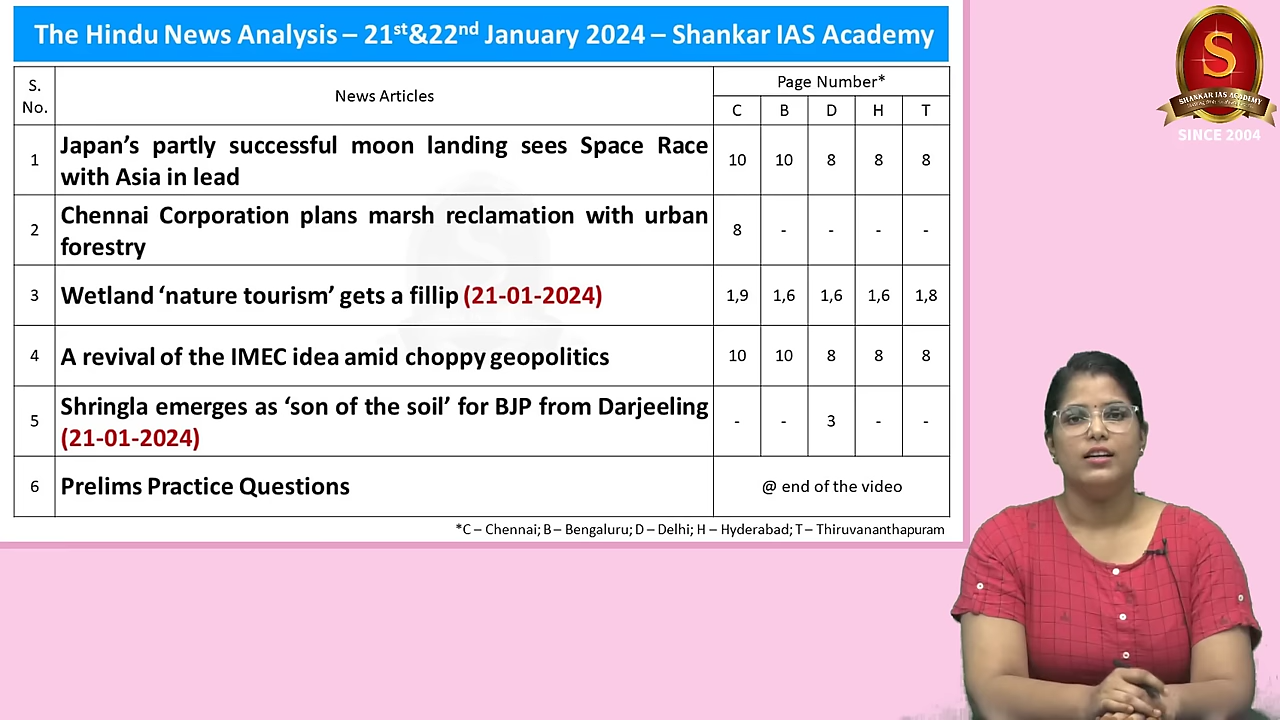 The Hindu News Analysis – 21st&22nd January 2024 – Shankar IAS Academy
S. No.
News Articles
Page Number*
C B D H T
1 Japan's partly successful moon landing sees Space Race
with Asia in lead 10 10 8 8 8
2 Chennai Corporation plans marsh reclamation with urban
forestry 8 - - - -
3 Wetland 'nature tourism' gets a fillip (21-01-2024) 1,9 1,6 1,6 1,6 1,8
4 A revival of the IMEC idea amid choppy geopolitics 10 10 8 8 8
5 Shringla emerges as 'son of the soil' for BJP from Darjeeling
(21-01-2024) - - 3 - -
6 Prelims Practice Questions @ end of the video
*C – Chennai; B – Bengaluru; D – Delhi; H – Hyderabad; T – Thiruvananthapuram
S
SHANKAR IAS ACADEMY
SINCE 2004